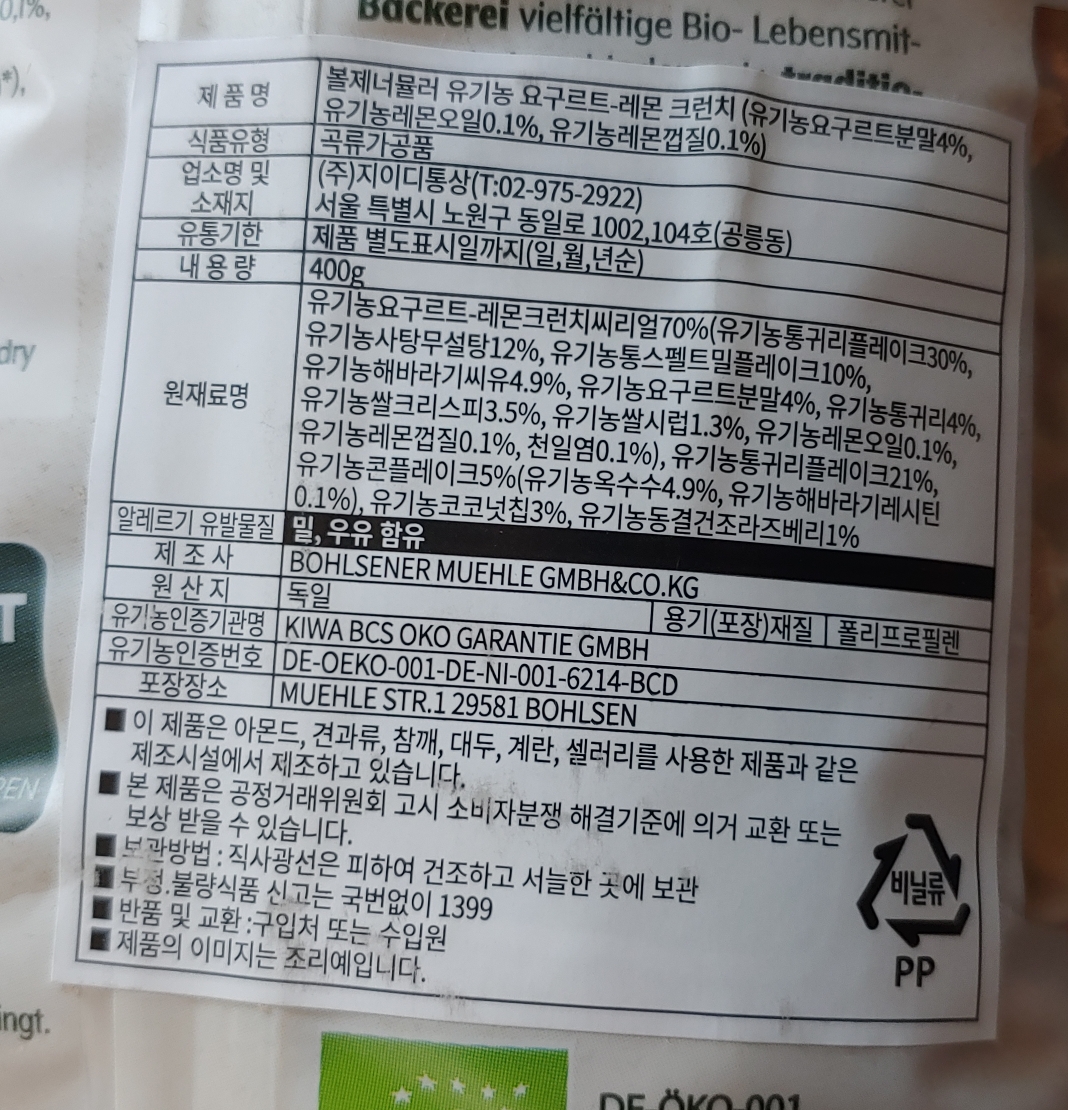 0,1%,
Bäckerei vielfältige Bio- Lebensmit-
*),
제 품 명
볼제너뮬러 유기농 요구르트-레몬 크런치 (유기농요구르트분말4%,
유기농레몬오일0.1%, 유기농레몬껍질0.1%)
식품유형
곡류가공품
업소명 및
소재지
(주)지이디통상(T:02-975-2922)
서울 특별시 노원구 동일로 1002,104호(공릉동)
유통기한
제품 별도표시일까지(일,월,년순)
내 용 량
400g
dry
원재료명
유기농요구르트-레몬크런치씨리얼70%(유기농통귀리플레이크30%,
유기농사탕무설탕12%, 유기농통스펠트밀플레이크10%,
유기농해바라기씨유4.9%, 유기농요구르트분말4%, 유기농통귀리4%,
유기농쌀크리스피3.5%, 유기농쌀시럽1.3%, 유기농레몬오일0.1%,
유기농레몬껍질0.1%, 천일염0.1%), 유기농통귀리플레이크21%,
유기농콘플레이크5%(유기농옥수수4.9%, 유기농해바라기레시틴
0.1%), 유기농코코넛칩3%, 유기농동결건조라즈베리1%
알레르기 유발물질
밀, 우유 함유
제 조 사
BOHLSENER MUEHLE GMBH&CO.KG
원 산 지
독일
용기(포장)재질
폴리프로필렌
유기농인증기관명
KIWA BCS OKO GARANTIE GMBH
유기농인증번호
DE-OEKO-001-DE-NI-001-6214-BCD
포장장소
MUEHLE STR.1 29581 BOHLSEN
■ 이 제품은 아몬드, 견과류, 참깨, 대두, 계란, 셀러리를 사용한 제품과 같은
제조시설에서 제조하고 있습니다.
■ 본 제품은 공정거래위원회 고시 소비자분쟁 해결기준에 의거 교환 또는
보상 받을 수 있습니다.
■ 보관방법 : 직사광선은 피하여 건조하고 서늘한 곳에 보관
■ 부정.불량식품 신고는 국번없이 1399
■ 반품 및 교환 :구입처 또는 수입원
■ 제품의 이미지는 조리예입니다.
비닐류
PP
DE-ÖKO-001